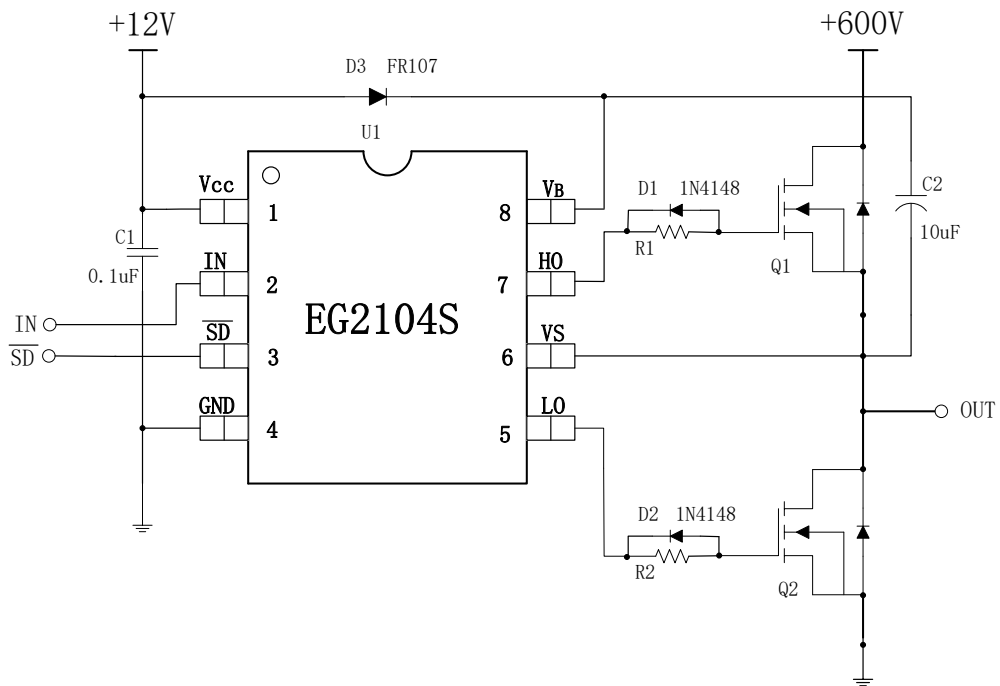 +12V
+600V
D3 FR107
U1
Vcc
1
VB
8
D1 1N4148
C2
10uF
R1
C1
0.1uF
IN
2
HO
7
Q1
EG2104S
IN
SD
3
VS
6
SD
GND
4
LO
5
OUT
D2 1N4148
R2
Q2